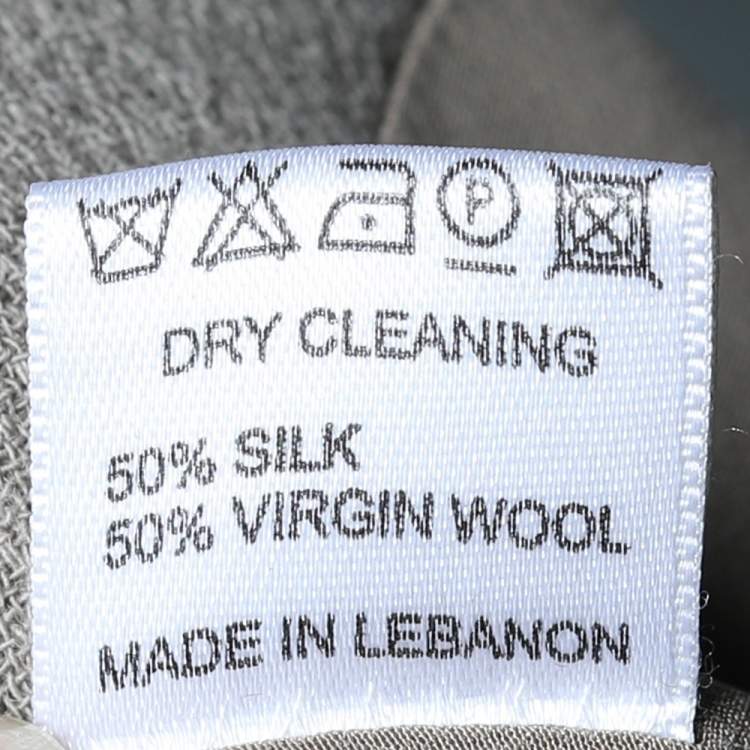 P
DRY CLEANING
50% SILK
50% VIRGIN WOOL
MADE IN LEBANON